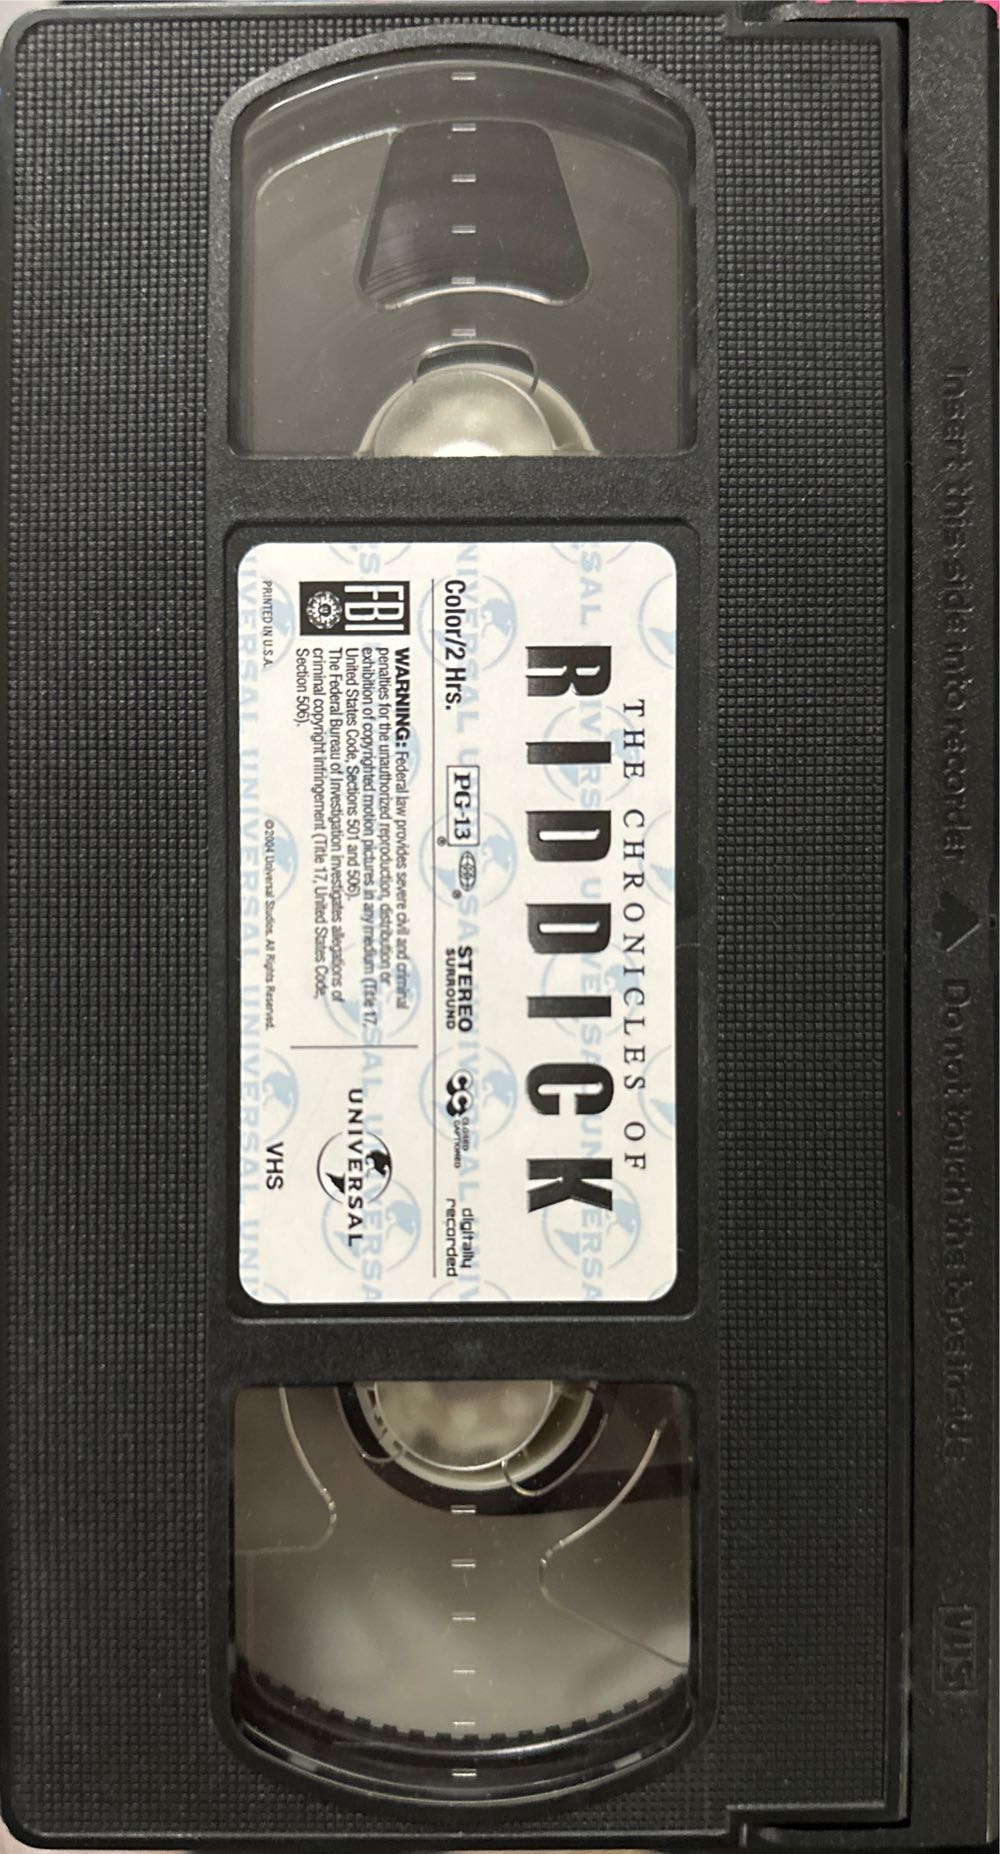 Insert this side into recorder
Do not touch the tape inside
VHS
THE CHRONICLES OF
RIDDICK
Color/2 Hrs.
PG-13
®
®
STEREO
SURROUND
CC
CLOSED
CAPTIONED
digitally
recorded
FBI
WARNING: Federal law provides severe civil and criminal
penalties for the unauthorized reproduction, distribution or
exhibition of copyrighted motion pictures in any medium (Title 17,
United States Code, Sections 501 and 506).
The Federal Bureau of Investigation investigates allegations of
criminal copyright infringement (Title 17, United States Code,
Section 506).
UNIVERSAL
PRINTED IN U.S.A.
©2004 Universal Studios. All Rights Reserved.
VHS